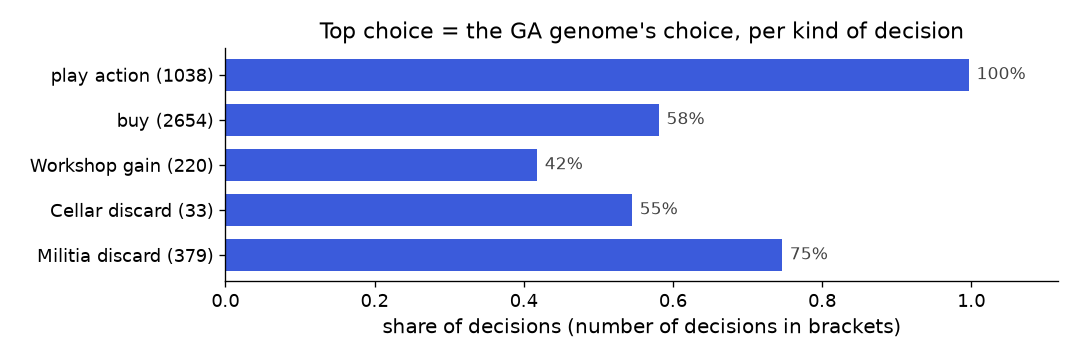 Top choice = the GA genome's choice, per kind of decision
play action (1038) 100%
buy (2654) 58%
Workshop gain (220) 42%
Cellar discard (33) 55%
Militia discard (379) 75%
0.0 0.2 0.4 0.6 0.8 1.0
share of decisions (number of decisions in brackets)